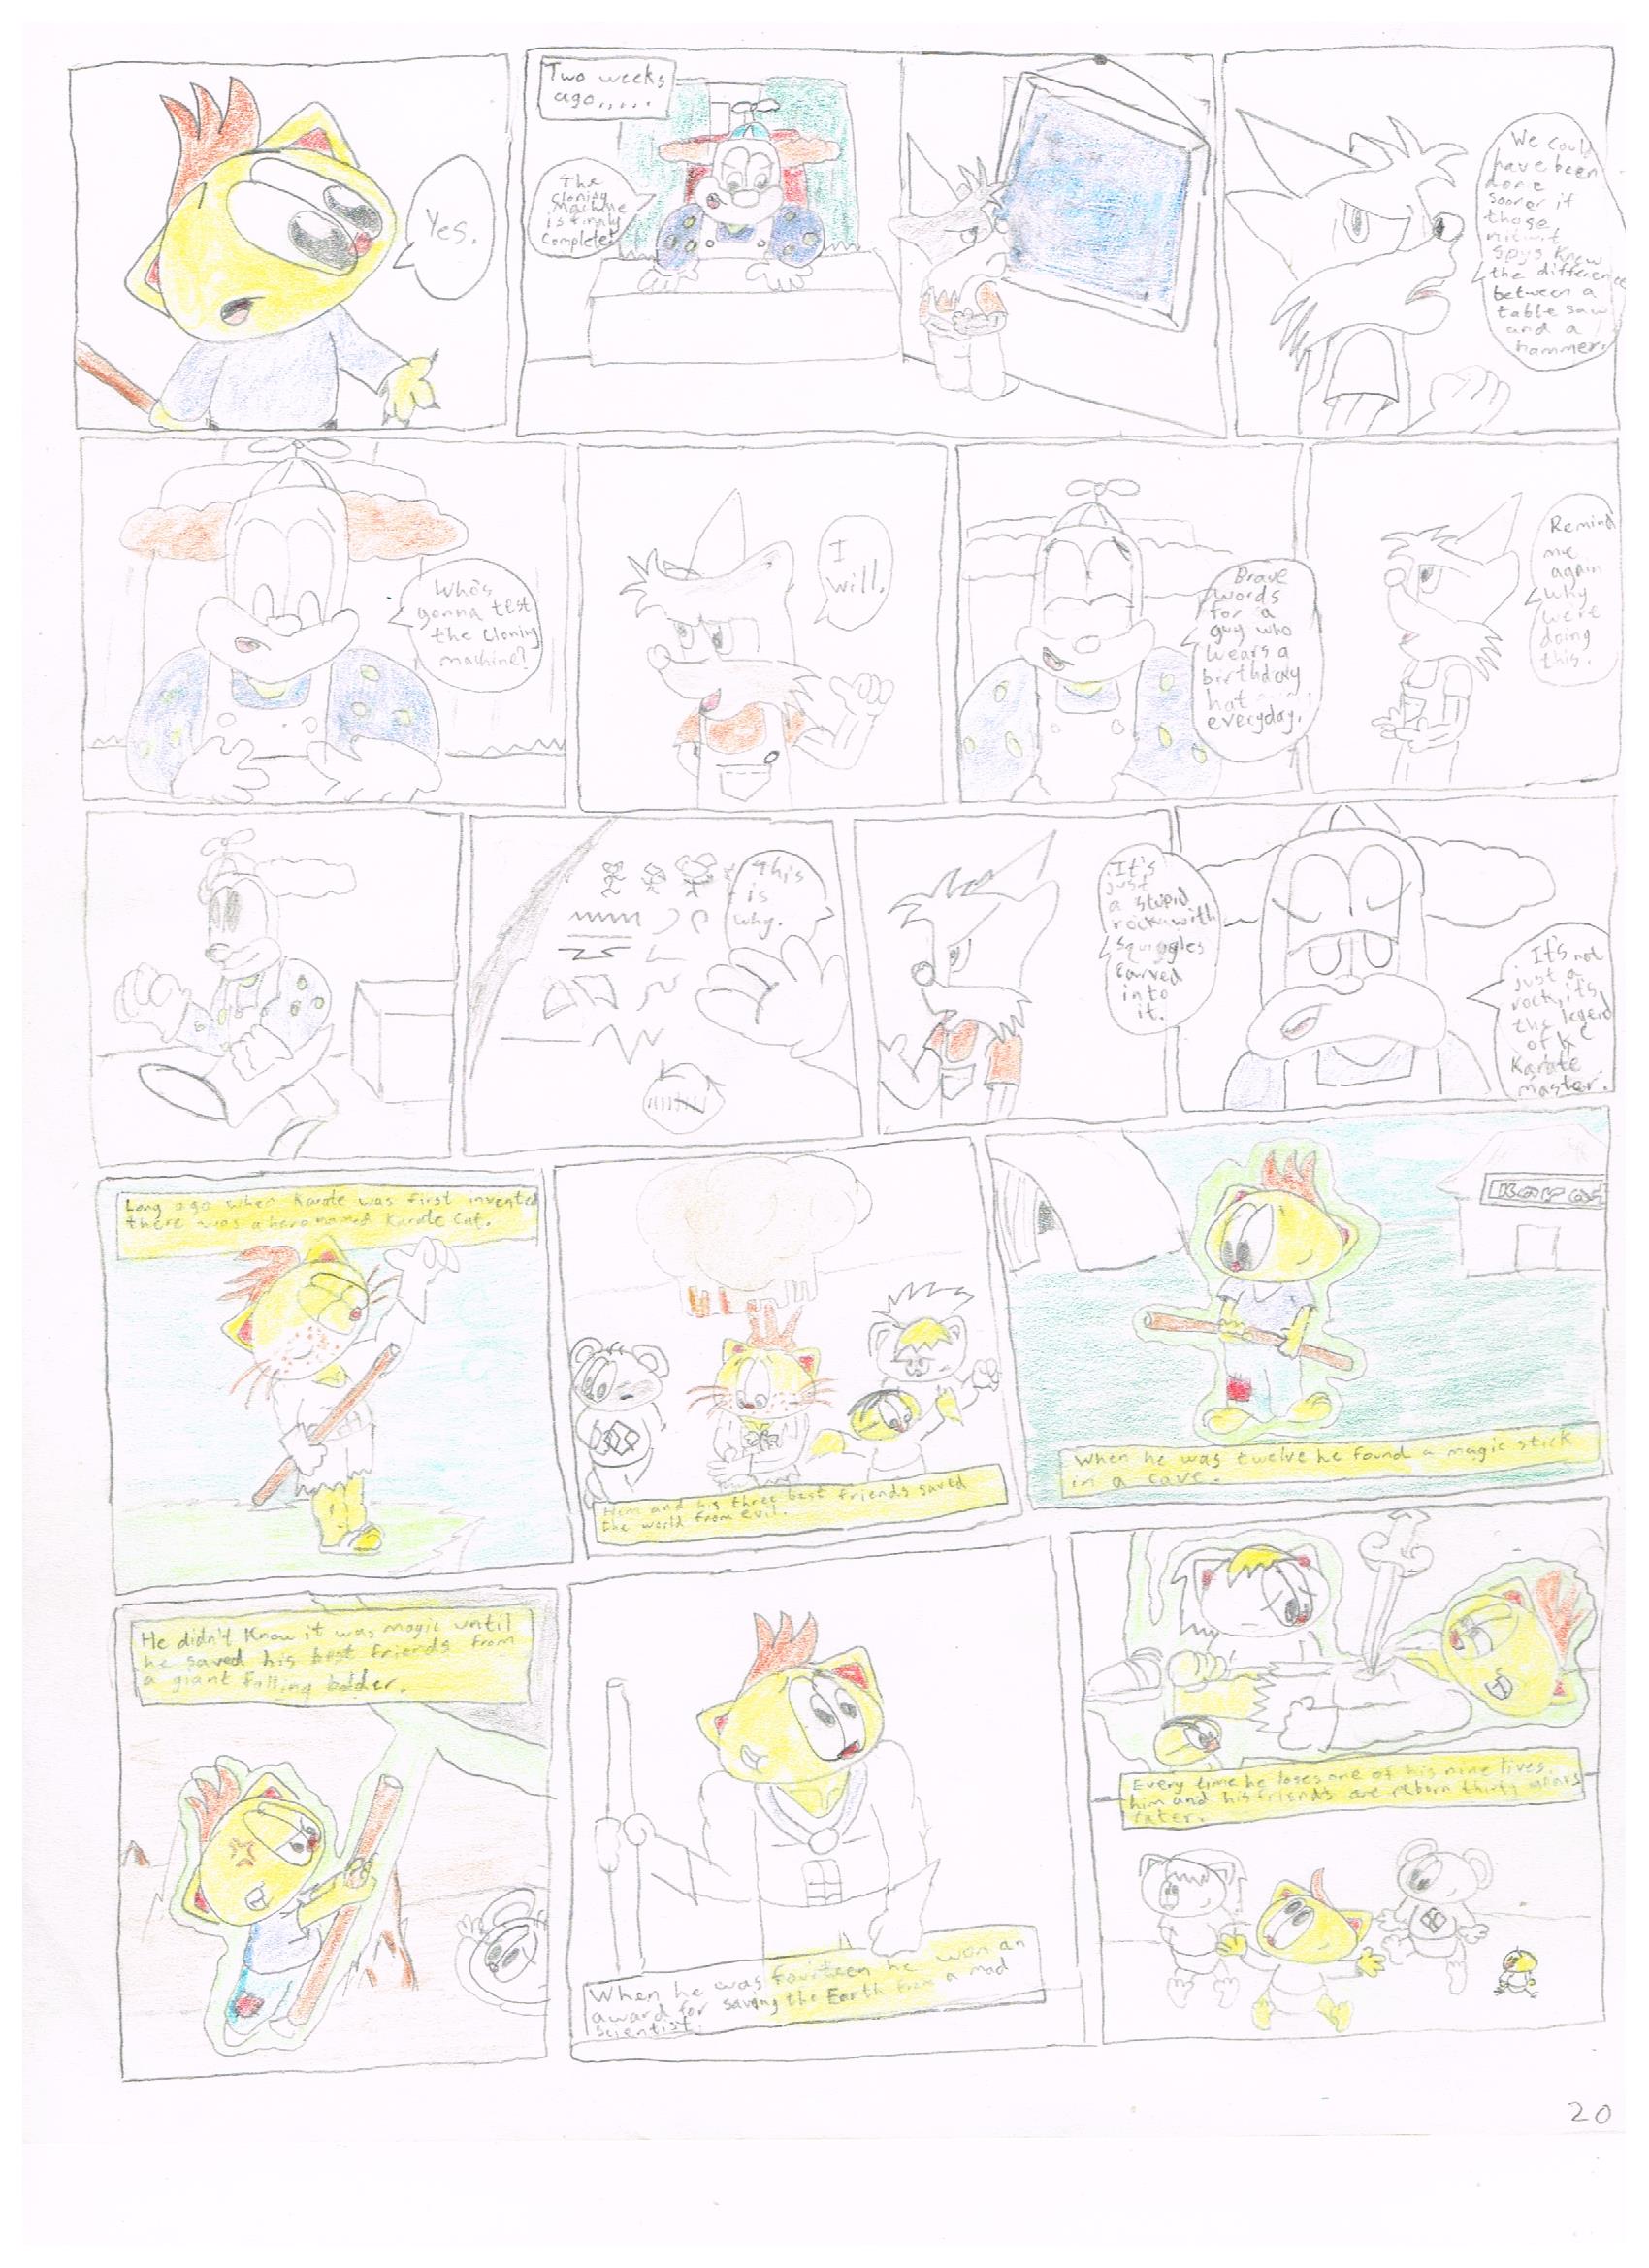 Yes.
Two weeks
ago.....
The
Cloning
Machine
is finaly
complete!
We could
have been
done
sooner if
those
nitwit
spys knew
the difference
between a
table saw
and a
hammer.
Who's
gonna test
the Cloning
machine?
I
will.
Brave
words
for a
guy who
wears a
birthday
hat
everyday.
Remind
me
again
why
we're
doing
this.
This
is
why.
It's
just
a stupid
rock with
squiggles
carved
into
it.
It's not
just a
rock, it's
the legend
of KC
Karate
master.
Long ago when Karate was first invented
there was a hero named Karate Cat.
Him and his three best friends saved
the world from evil.
Karate
When he was twelve he found a magic stick
in a cave.
He didn't know it was magic until
he saved his best friends from
a giant falling bolder.
When he was fourteen he won an
award for saving the Earth from a mad
scientist.
Every time he loses one of his nine lives,
him and his friends are reborn thirty years
later.
20